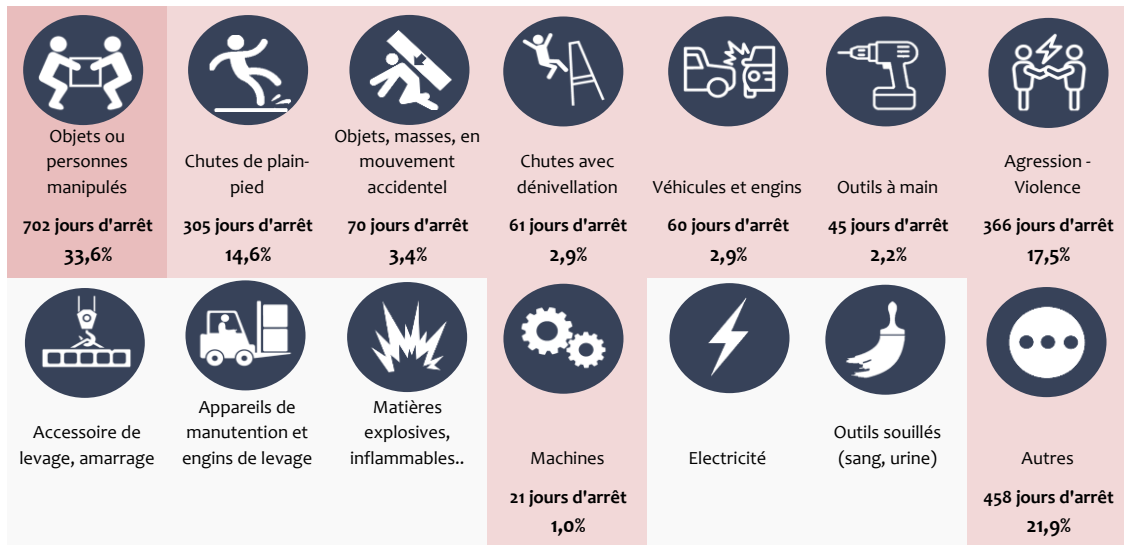 Objets ou
personnes
manipulés
702 jours d'arrêt
33,6%
Chutes de plain-
pied
305 jours d'arrêt
14,6%
Objets, masses, en
mouvement
accidentel
70 jours d'arrêt
3,4%
Chutes avec
dénivellation
61 jours d'arrêt
2,9%
Véhicules et engins
60 jours d'arrêt
2,9%
Outils à main
45 jours d'arrêt
2,2%
Agression -
Violence
366 jours d'arrêt
17,5%
Accessoire de
levage, amarrage
Appareils de
manutention et
engins de levage
Matières
explosives,
inflammables..
Machines
21 jours d'arrêt
1,0%
Electricité
Outils souillés
(sang, urine)
Autres
458 jours d'arrêt
21,9%